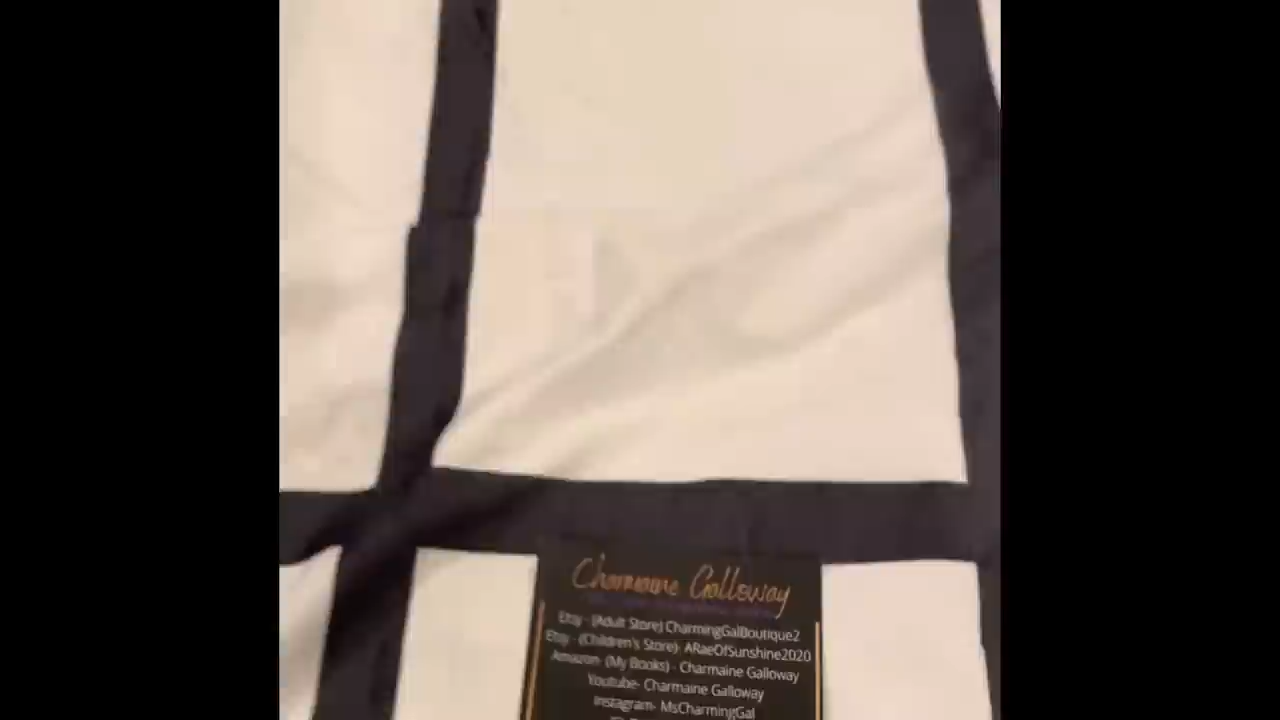 Charmaine Galloway
Etsy - (Adult Store) CharmingGalBoutique2
Etsy - (Children's Store)- ARaeOfSunshine2020
Amazon- (My Books) - Charmaine Galloway
Youtube- Charmaine Galloway
Instagram- MsCharmingGal